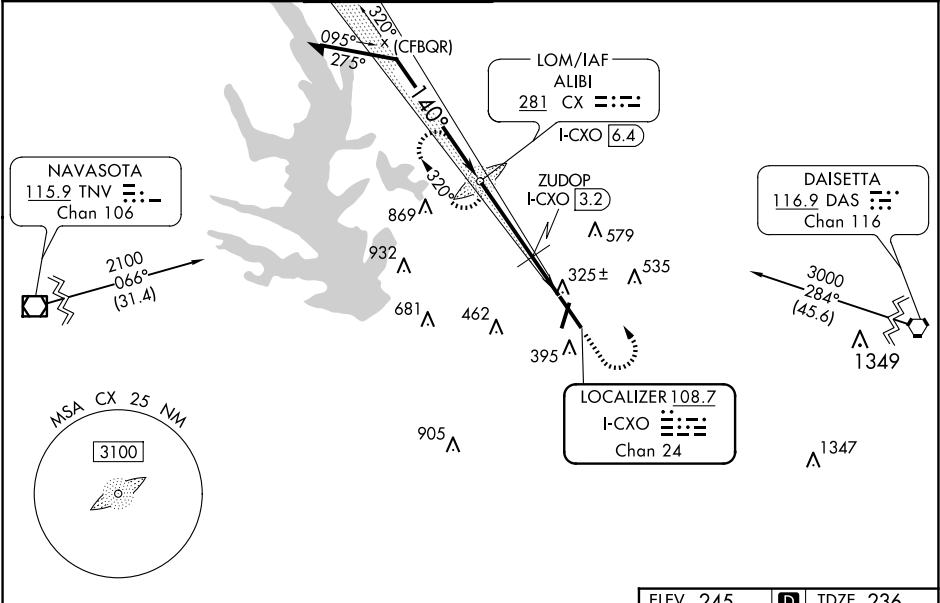 320°
095°
x (CFBQR)
275°
LOM/IAF
ALIBI
281 CX
I-CXO 6.4
140°
NAVASOTA
115.9 TNV
Chan 106
320°
ZUDOP
I-CXO 3.2
DAISETTA
116.9 DAS
Chan 116
869
579
932
2100
066°
(31.4)
325±
535
3000
284°
(45.6)
681
462
395
1349
LOCALIZER 108.7
I-CXO
Chan 24
MSA CX 25 NM
3100
905
1347
ELEV 245 D TDZE 236